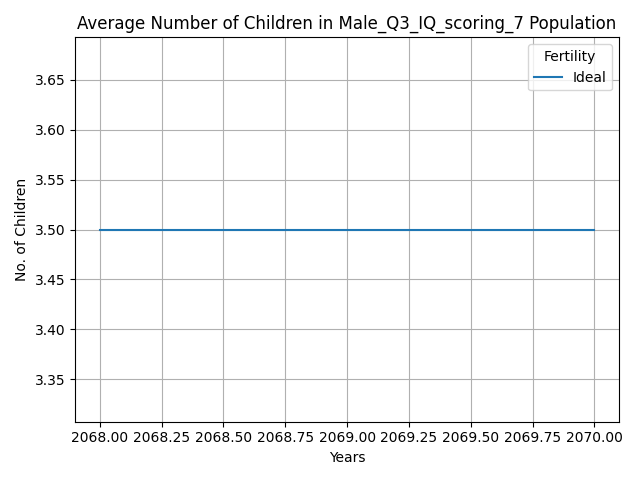 Average Number of Children in Male_Q3_IQ_scoring_7 Population
Fertility
Ideal
3.65
3.60
3.55
3.50
3.45
3.40
3.35
No. of Children
2068.00 2068.25 2068.50 2068.75 2069.00 2069.25 2069.50 2069.75 2070.00
Years